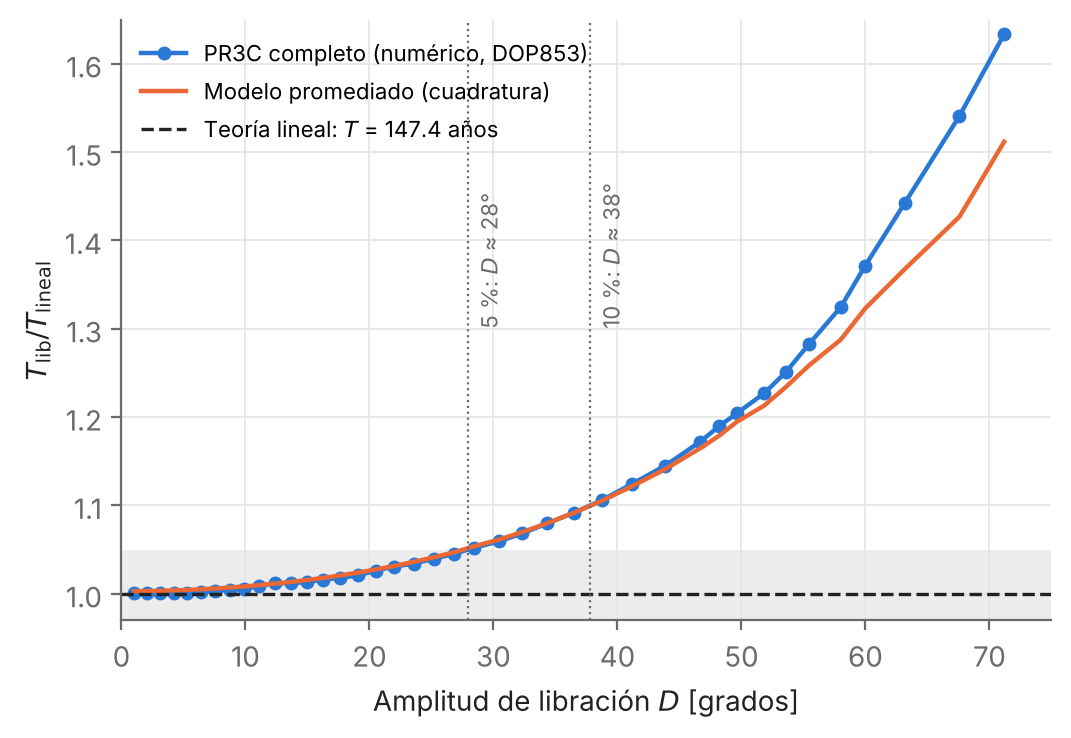 PR3C completo (numérico, DOP853)
Modelo promediado (cuadratura)
Teoría lineal: T = 147.4 años
5 %: D ≈ 28°
10 %: D ≈ 38°
T_lib/T_lineal
1.6
1.5
1.4
1.3
1.2
1.1
1.0
0 10 20 30 40 50 60 70
Amplitud de libración D [grados]